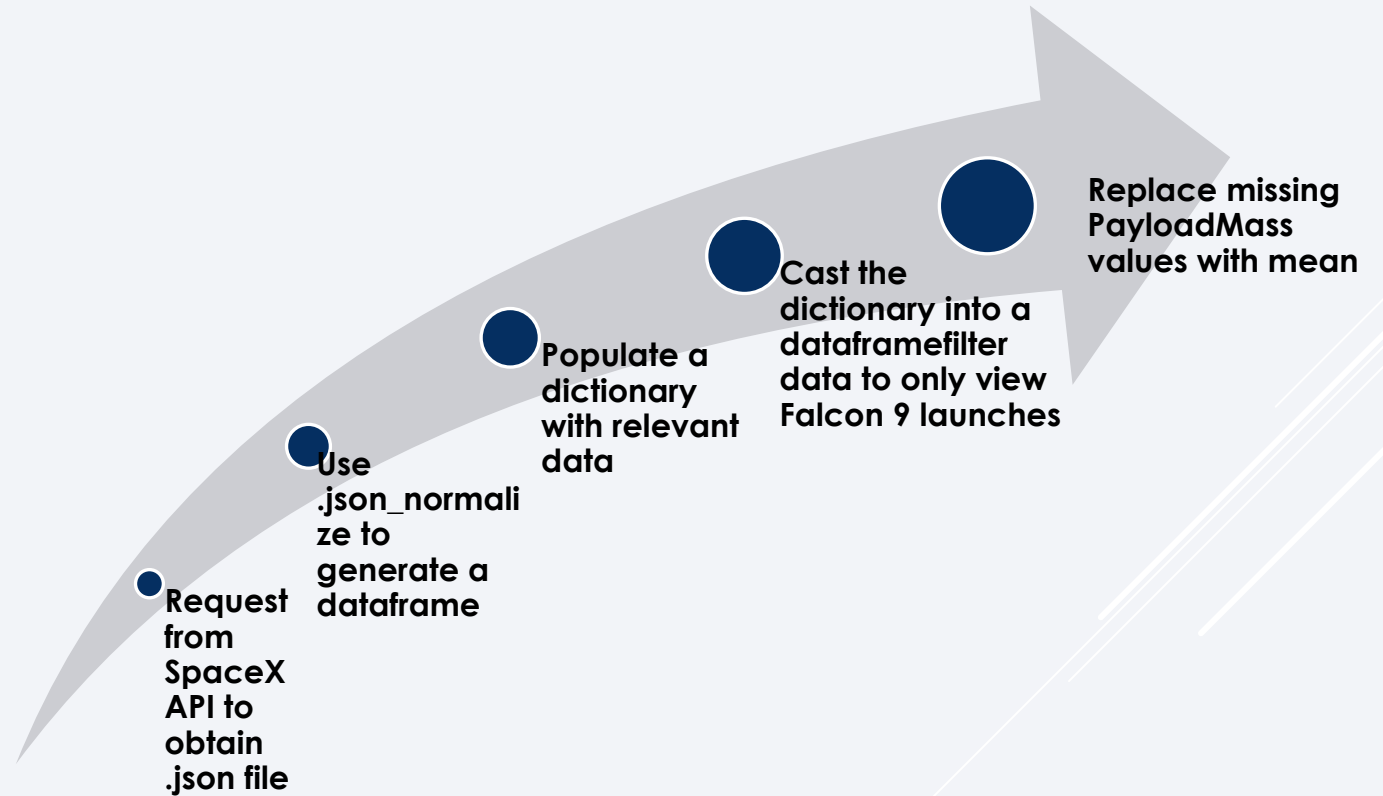 Request
from
SpaceX
API to
obtain
.json file
Use
.json_normali
ze to
generate a
dataframe
Populate a
dictionary
with relevant
data
Cast the
dictionary into a
dataframefilter
data to only view
Falcon 9 launches
Replace missing
PayloadMass
values with mean